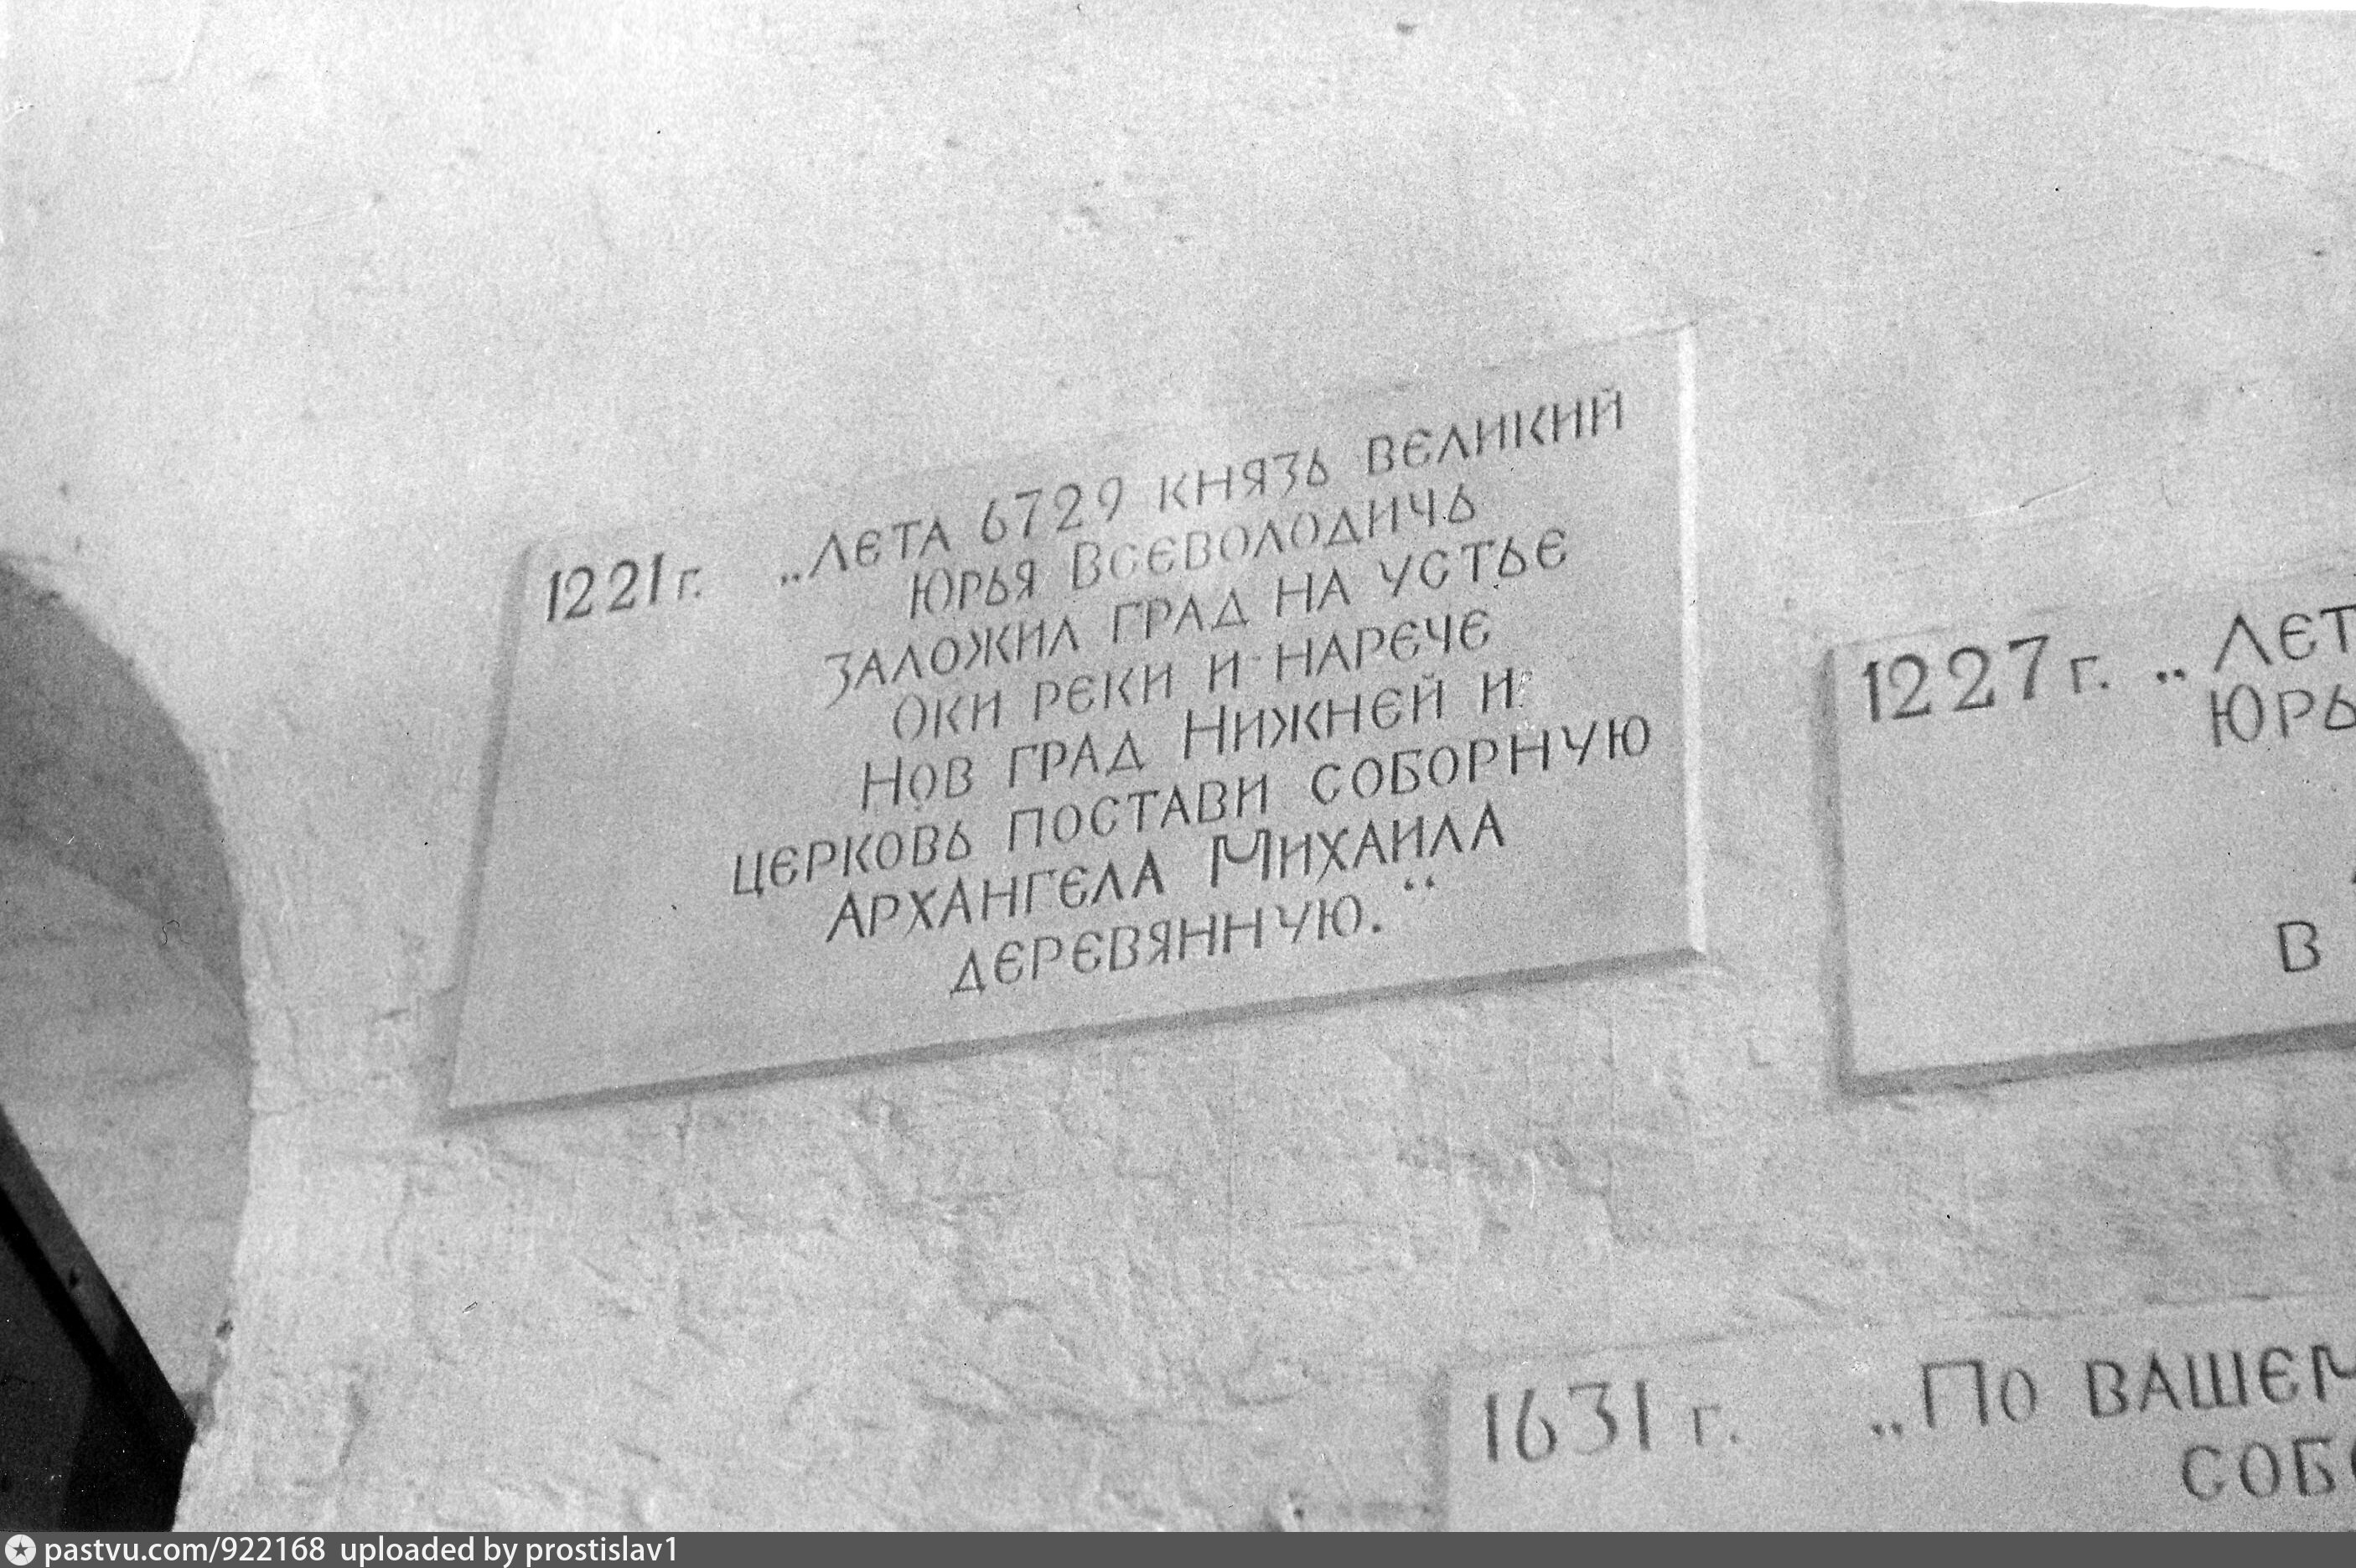 1221 г. „Лета 6729 князь великий
Юрья Всеволодичь
заложил град на устье
Оки реки и нарече
Нов град Нижней и
церковь постави соборную
архангела Михаила
деревянную.“
1227 г. „Лет
Юрь
В
1631 г. „По вашем
собо
pastvu.com/922168 uploaded by prostislav1